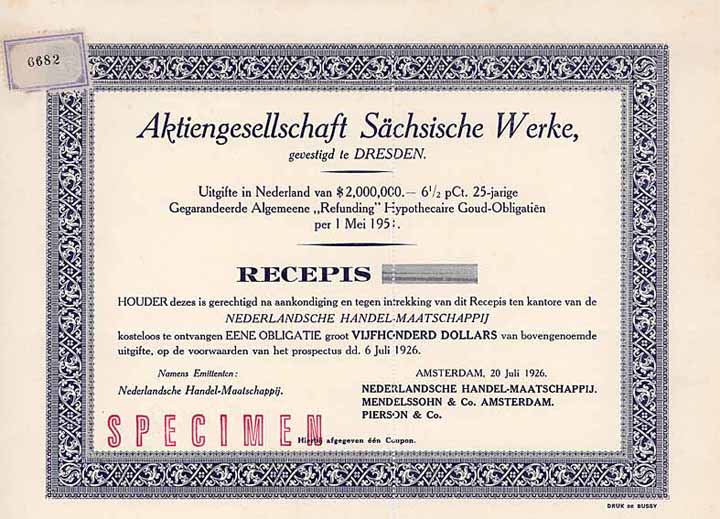 6682
Aktiengesellschaft Sächsische Werke,
gevestigd te DRESDEN.
Uitgifte in Nederland van $2,000,000.— 6½ pCt. 25-jarige
Gegarandeerde Algemeene „Refunding" Hypothecaire Goud-Obligatiën
per 1 Mei
RECEPIS
HOUDER dezes is gerechtigd na aankondiging en tegen intrekking van dit Recepis ten kantore van de
NEDERLANDSCHE HANDEL-MAATSCHAPPIJ
kosteloos te ontvangen EENE OBLIGATIE groot VIJFHONDERD DOLLARS van bovengenoemde
uitgifte, op de voorwaarden van het prospectus dd. 6 Juli 1926.
Namens Emittenten:
Nederlandsche Handel-Maatschappij.
AMSTERDAM, 20 Juli 1926.
NEDERLANDSCHE HANDEL-MAATSCHAPPIJ.
MENDELSSOHN & Co. AMSTERDAM.
PIERSON & Co.
SPECIMEN
Hierbij afgegeven één Coupon.
DRUK DE BUSSY